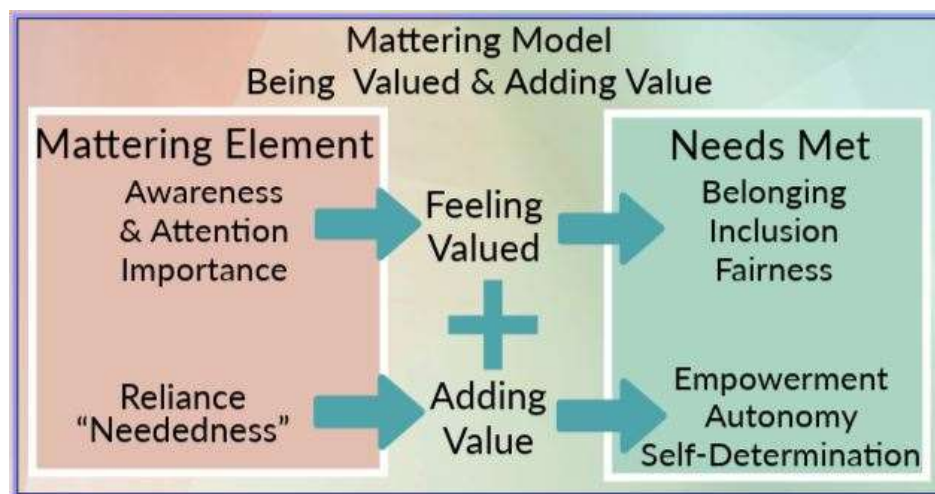 Mattering Model
Being Valued & Adding Value
Mattering Element
Awareness
& Attention
Importance
Feeling
Valued
Needs Met
Belonging
Inclusion
Fairness
Reliance
“Neededness”
Adding
Value
Empowerment
Autonomy
Self-Determination